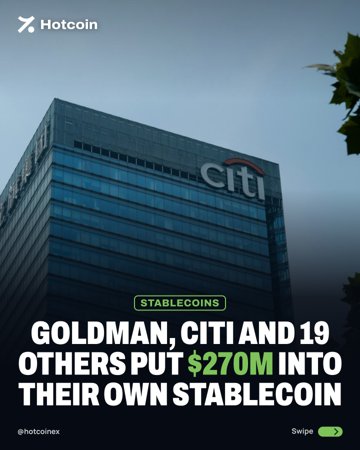 Hotcoin
citi
STABLECOINS
GOLDMAN, CITI AND 19
OTHERS PUT $270M INTO
THEIR OWN STABLECOIN
@hotcoinex
Swipe